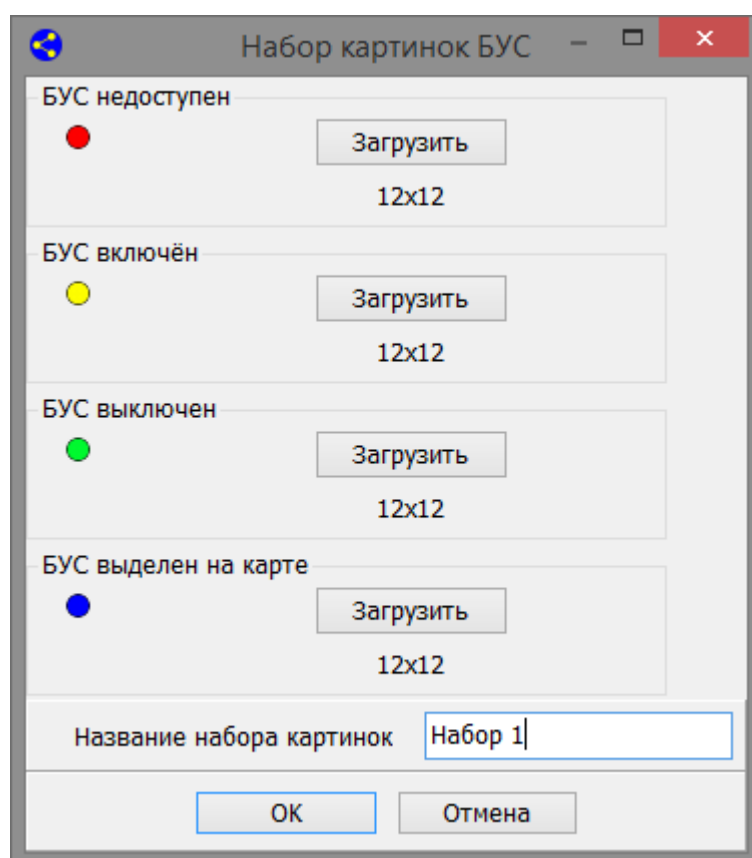 Набор картинок БУС
БУС недоступен
Загрузить
12x12
БУС включён
Загрузить
12x12
БУС выключен
Загрузить
12x12
БУС выделен на карте
Загрузить
12x12
Название набора картинок Набор 1
ОК Отмена